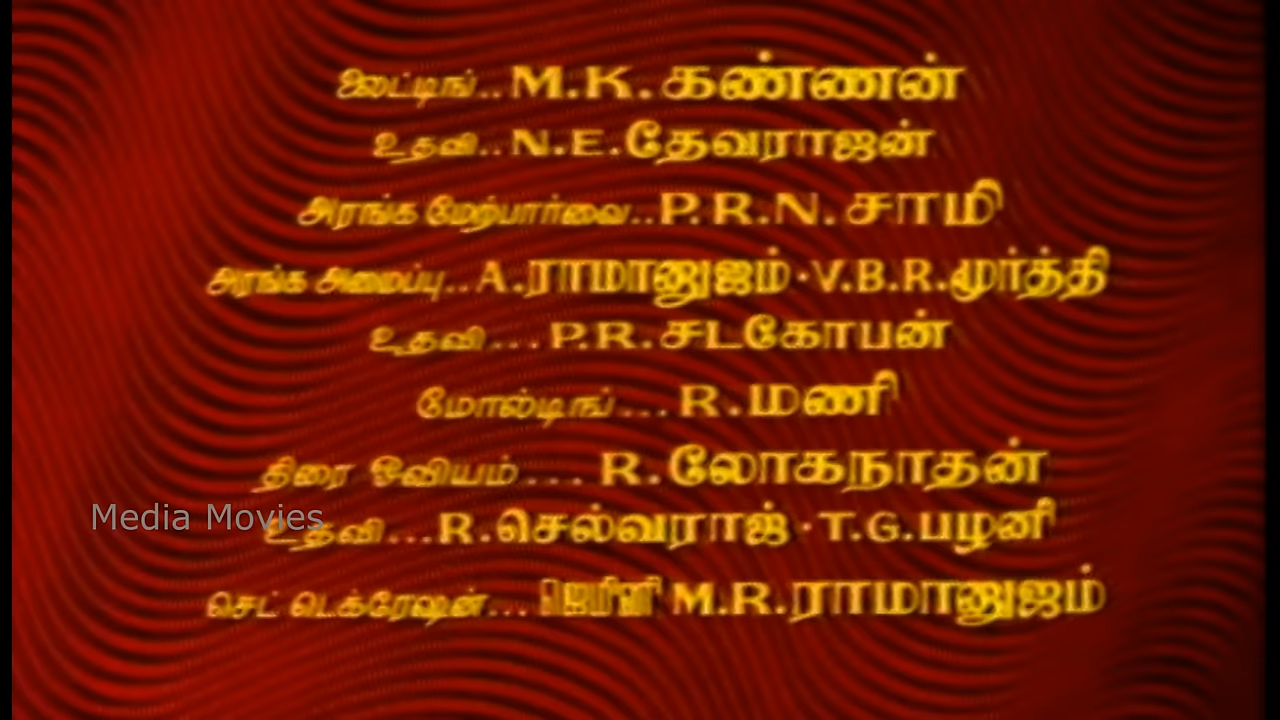 லைட்டிங்.. M.K. கண்ணன்
உதவி.. N.E. தேவராஜன்
அரங்க மேற்பார்வை.. P.R.N. சாமி
அரங்க அமைப்பு.. A. ராமானுஜம் · V.B.R. மூர்த்தி
உதவி... P.R. சடகோபன்
மோல்டிங்... R. மணி
திரை ஓவியம்.... R. லோகநாதன்
Media Movies
உதவி... R. செல்வராஜ் · T.G. பழனி
செட் டெக்ரேஷன்... ஜெமினி M.R. ராமானுஜம்